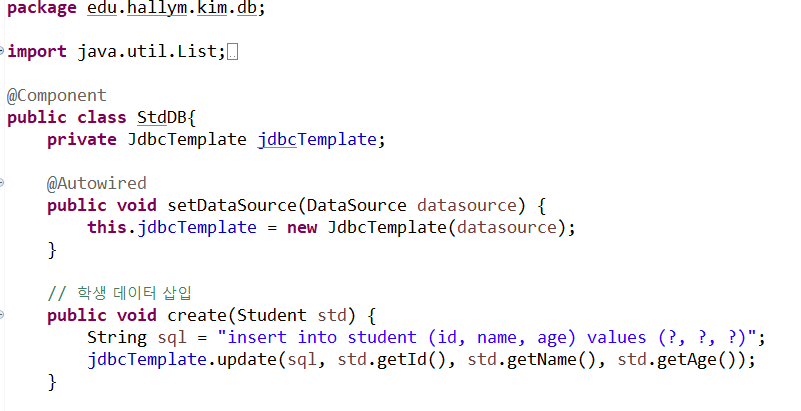 package edu.hallym.kim.db;
import java.util.List;
@Component
public class StdDB{
private JdbcTemplate jdbcTemplate;
@Autowired
public void setDataSource(DataSource datasource) {
this.jdbcTemplate = new JdbcTemplate(datasource);
}
// 학생 데이터 삽입
public void create(Student std) {
String sql = "insert into student (id, name, age) values (?, ?, ?)";
jdbcTemplate.update(sql, std.getId(), std.getName(), std.getAge());
}